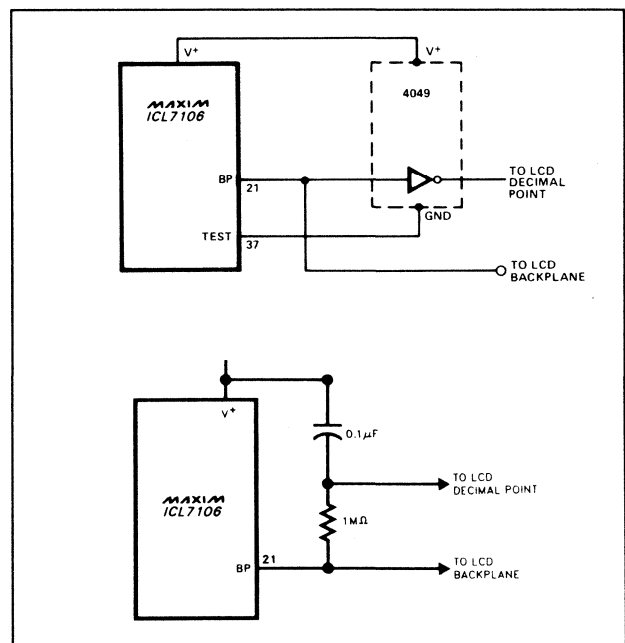 V+
V+
4049
MAXIM
ICL7106
BP
21
TO LCD
DECIMAL
POINT
GND
TEST
37
TO LCD
BACKPLANE
V+
0.1µF
MAXIM
ICL7106
TO LCD
DECIMAL POINT
1MΩ
BP
21
TO LCD
BACKPLANE